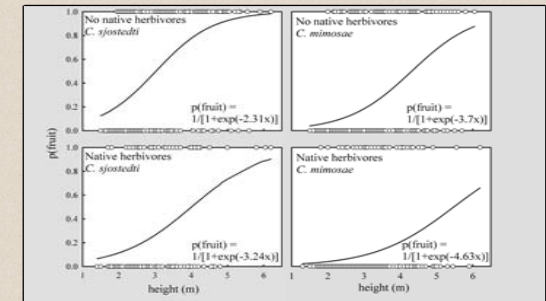 No native herbivores
C. sjostedti
p(fruit) =
1/[1+exp(-2.31x)]
No native herbivores
C. mimosae
p(fruit) =
1/[1+exp(-3.7x)]
1.0
0.8
0.6
0.4
0.2
0.0
p(fruit)
Native herbivores
C. sjostedti
p(fruit) =
1/[1+exp(-3.24x)]
Native herbivores
C. mimosae
p(fruit) =
1/[1+exp(-4.63x)]
1.0
0.8
0.6
0.4
0.2
0.0
1 2 3 4 5 6
height (m)
1 2 3 4 5 6
height (m)